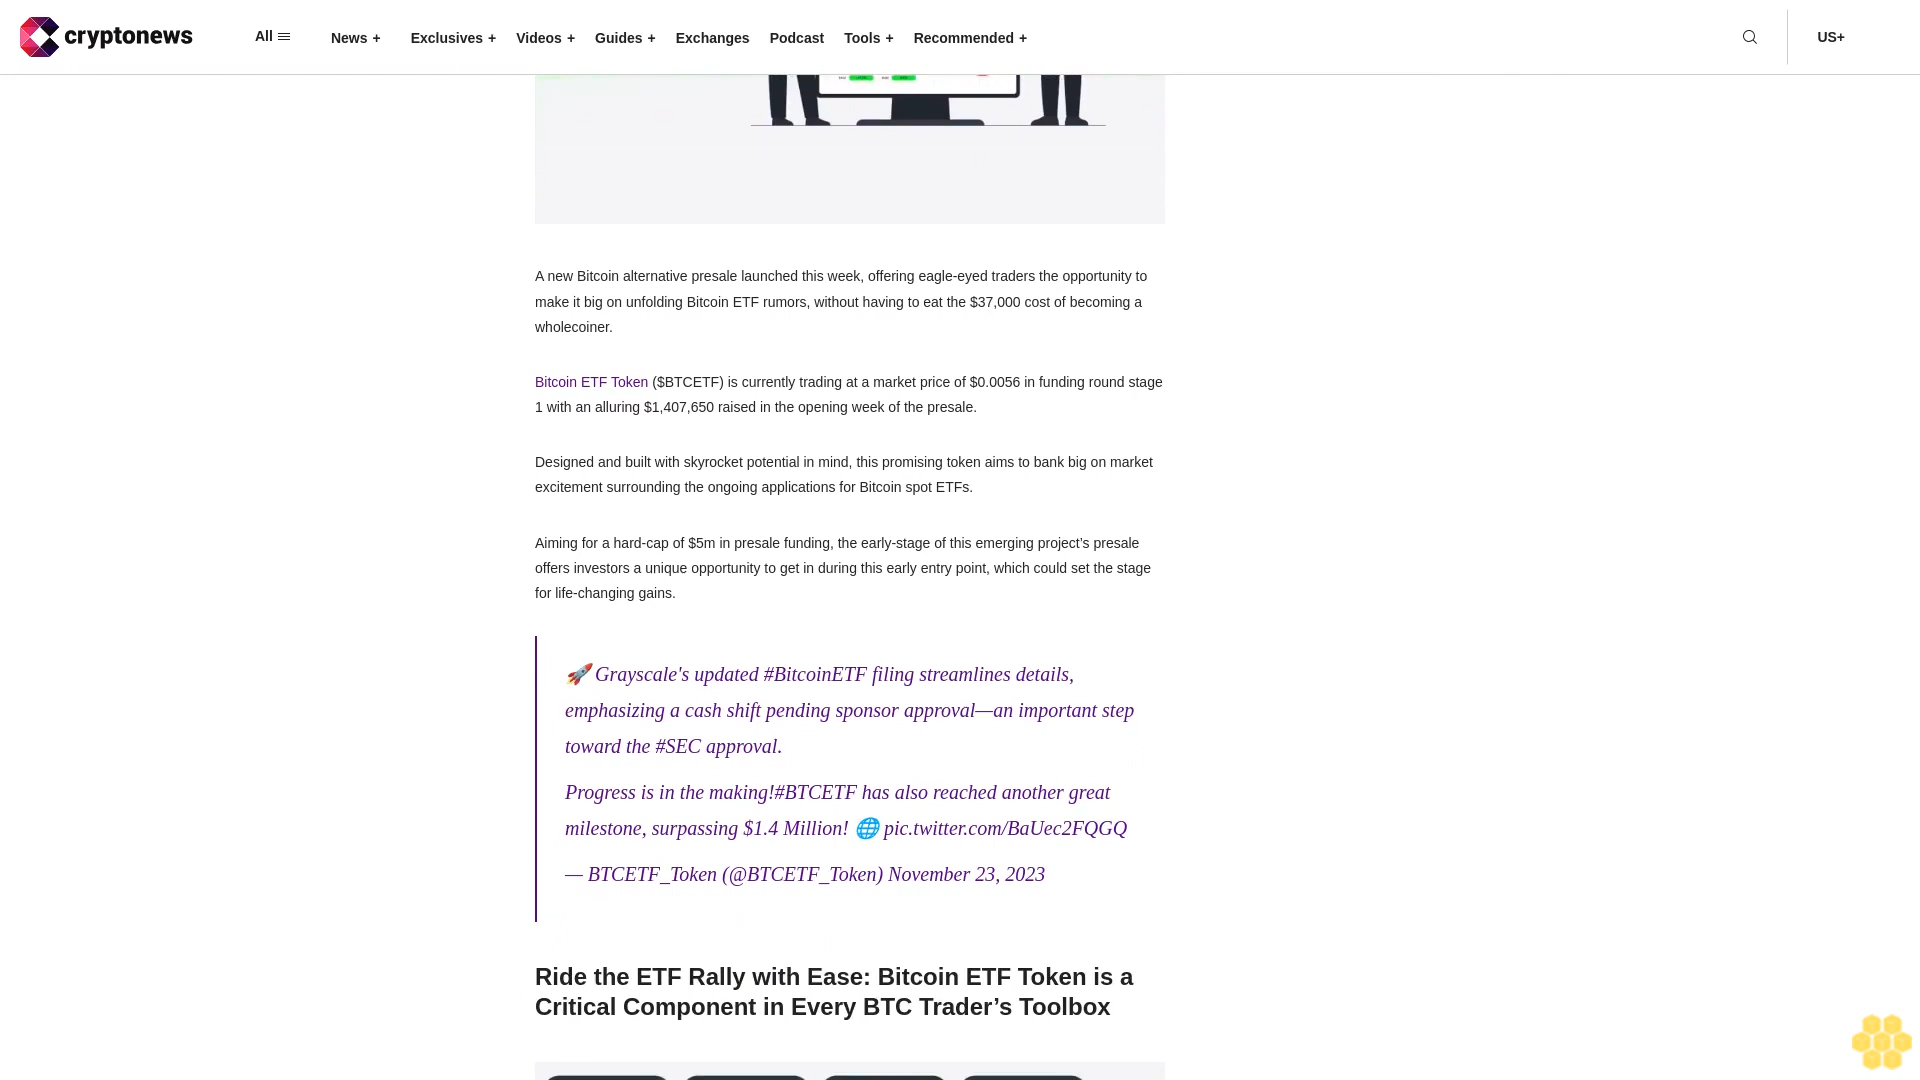 cryptonews
All
News +
Exclusives +
Videos +
Guides +
Exchanges
Podcast
Tools +
Recommended +
US+
A new Bitcoin alternative presale launched this week, offering eagle-eyed traders the opportunity to
make it big on unfolding Bitcoin ETF rumors, without having to eat the $37,000 cost of becoming a
wholecoiner.
Bitcoin ETF Token ($BTCETF) is currently trading at a market price of $0.0056 in funding round stage
1 with an alluring $1,407,650 raised in the opening week of the presale.
Designed and built with skyrocket potential in mind, this promising token aims to bank big on market
excitement surrounding the ongoing applications for Bitcoin spot ETFs.
Aiming for a hard-cap of $5m in presale funding, the early-stage of this emerging project’s presale
offers investors a unique opportunity to get in during this early entry point, which could set the stage
for life-changing gains.
🚀 Grayscale's updated #BitcoinETF filing streamlines details,
emphasizing a cash shift pending sponsor approval—an important step
toward the #SEC approval.
Progress is in the making!#BTCETF has also reached another great
milestone, surpassing $1.4 Million! 🌐 pic.twitter.com/BaUec2FQGQ
— BTCETF_Token (@BTCETF_Token) November 23, 2023
Ride the ETF Rally with Ease: Bitcoin ETF Token is a
Critical Component in Every BTC Trader’s Toolbox